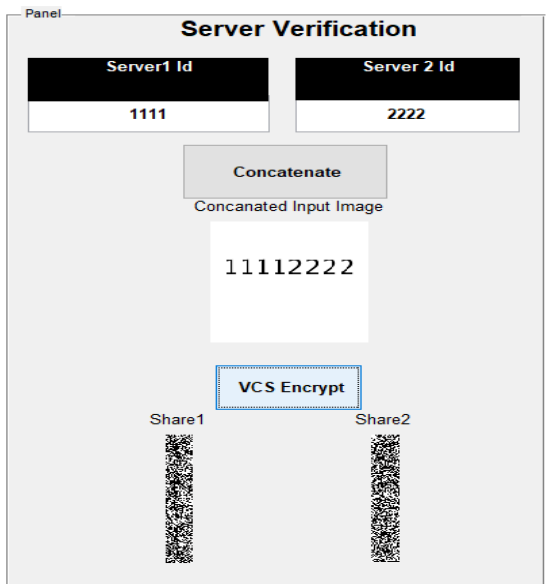 Panel
Server Verification
Server1 Id Server 2 Id
1111 2222
Concatenate
Concanated Input Image
11112222
VCS Encrypt
Share1 Share2